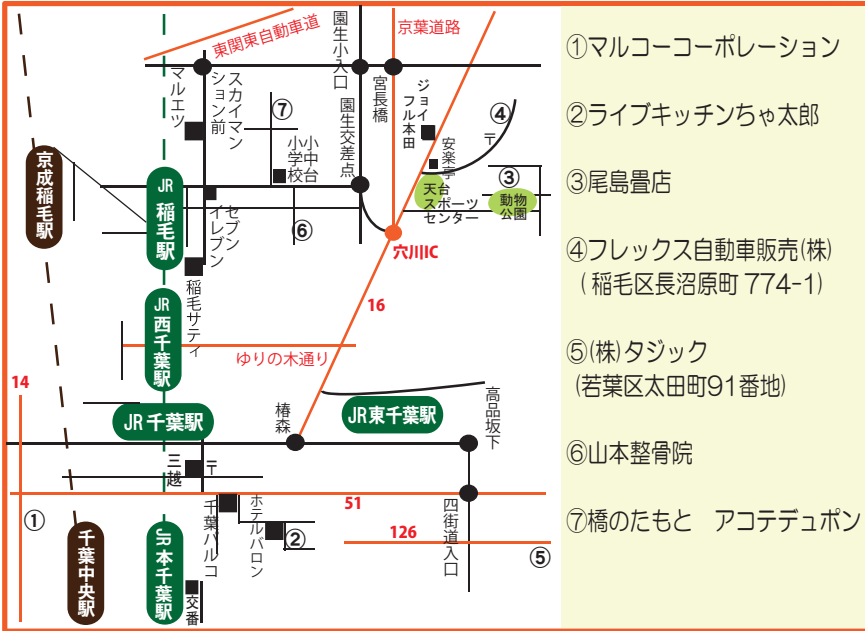 東関東自動車道
園生小入口
京葉道路
マルエツ
スカイマン
ション前
⑦
小中台
小学校
園生交差点
宮長橋
ジョイ
フル本田
④
〒
安楽亭
京成稲毛駅
JR
稲毛駅
セブン
イレブン
⑥
天台
スポーツ
センター
③
動物
公園
穴川IC
稲毛サティ
16
JR
西千葉駅
ゆりの木通り
14
JR千葉駅
椿森
JR東千葉駅
高品坂下
三越
〒
①
千葉パルコ
ホテルバロン
②
51
126
四街道入口
⑤
千葉中央駅
JR本千葉駅
交番
①マルコーコーポレーション
②ライブキッチンちゃ太郎
③尾島畳店
④フレックス自動車販売(株)
(稲毛区長沼原町 774-1)
⑤(株)タジック
(若葉区太田町91番地)
⑥山本整骨院
⑦橋のたもと　アコテデュポン